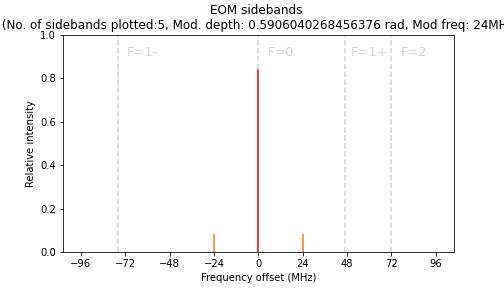 EOM sidebands
(No. of sidebands plotted:5, Mod. depth: 0.5906040268456376 rad, Mod freq: 24MH
1.0
F=1-
F=0
F=1+
F=2
0.8
0.6
0.4
0.2
0.0
Relative intensity
−96
−72
−48
−24
0
24
48
72
96
Frequency offset (MHz)